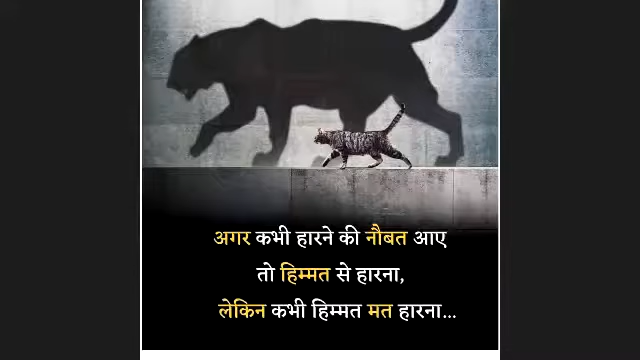 अगर कभी हारने की नौबत आए
तो हिम्मत से हारना,
लेकिन कभी हिम्मत मत हारना...